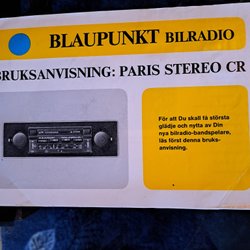 BLAUPUNKT BILRADIO
BRUKSANVISNING: PARIS STEREO CR
För att Du skall få största
glädje och nytta av Din
nya bilradio-bandspelare,
läs först denna bruks-
anvisning.